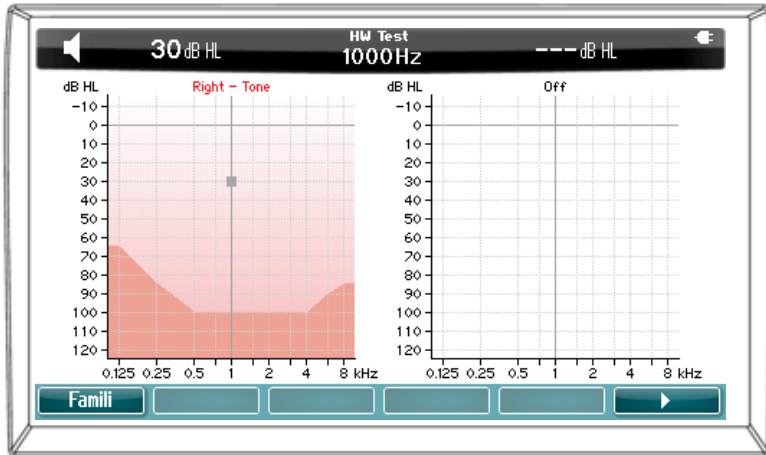 HW Test
30 dB HL 1000Hz --- dB HL
dB HL Right - Tone dB HL Off
-10 -10
0 0
10 10
20 20
30 30
40 40
50 50
60 60
70 70
80 80
90 90
100 100
110 110
120 120
0.125 0.25 0.5 1 2 4 8 kHz 0.125 0.25 0.5 1 2 4 8 kHz
Famili